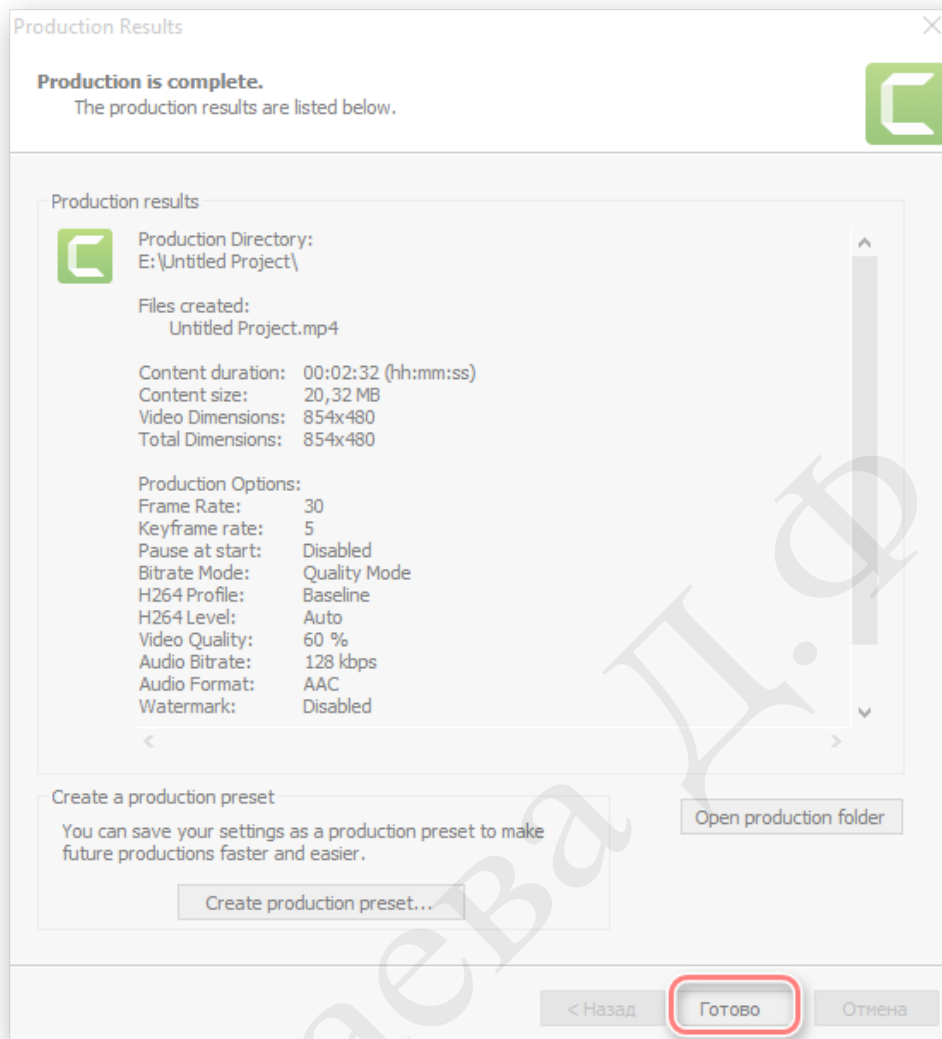 Production Results
Production is complete.
The production results are listed below.
Production results
Production Directory:
E:\Untitled Project\
Files created:
Untitled Project.mp4
Content duration: 00:02:32 (hh:mm:ss)
Content size: 20,32 MB
Video Dimensions: 854x480
Total Dimensions: 854x480
Production Options:
Frame Rate: 30
Keyframe rate: 5
Pause at start: Disabled
Bitrate Mode: Quality Mode
H264 Profile: Baseline
H264 Level: Auto
Video Quality: 60 %
Audio Bitrate: 128 kbps
Audio Format: AAC
Watermark: Disabled
Create a production preset
You can save your settings as a production preset to make
future productions faster and easier.
Create production preset...
Open production folder
< Назад Готово Отмена
Д.Ф